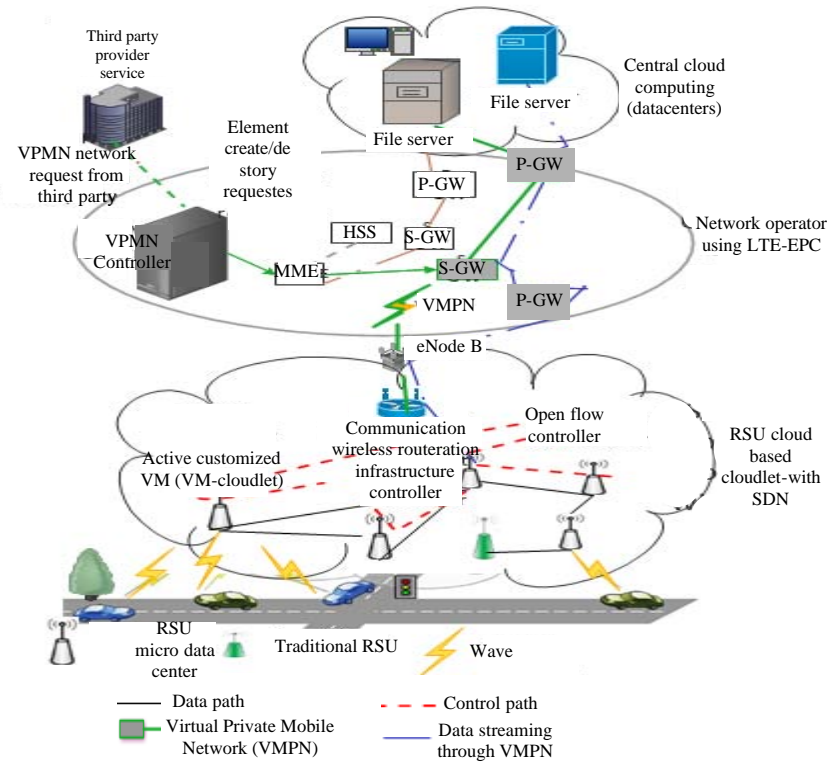 Third party
provider
service
VPMN network
request from
third party
Element
create/de
story
requestes
File server
File server
Central cloud
computing
(datacenters)
P-GW
P-GW
VPMN
Controller
HSS
S-GW
MME
S-GW
P-GW
Network operator
using LTE-EPC
VMPN
eNode B
Communication
wireless routeration
infrastructure
controller
Open flow
controller
Active customized
VM (VM-cloudlet)
RSU cloud
based
cloudlet-with
SDN
RSU
micro data
center
Traditional RSU
Wave
Data path
Control path
Virtual Private Mobile
Network (VMPN)
Data streaming
through VMPN